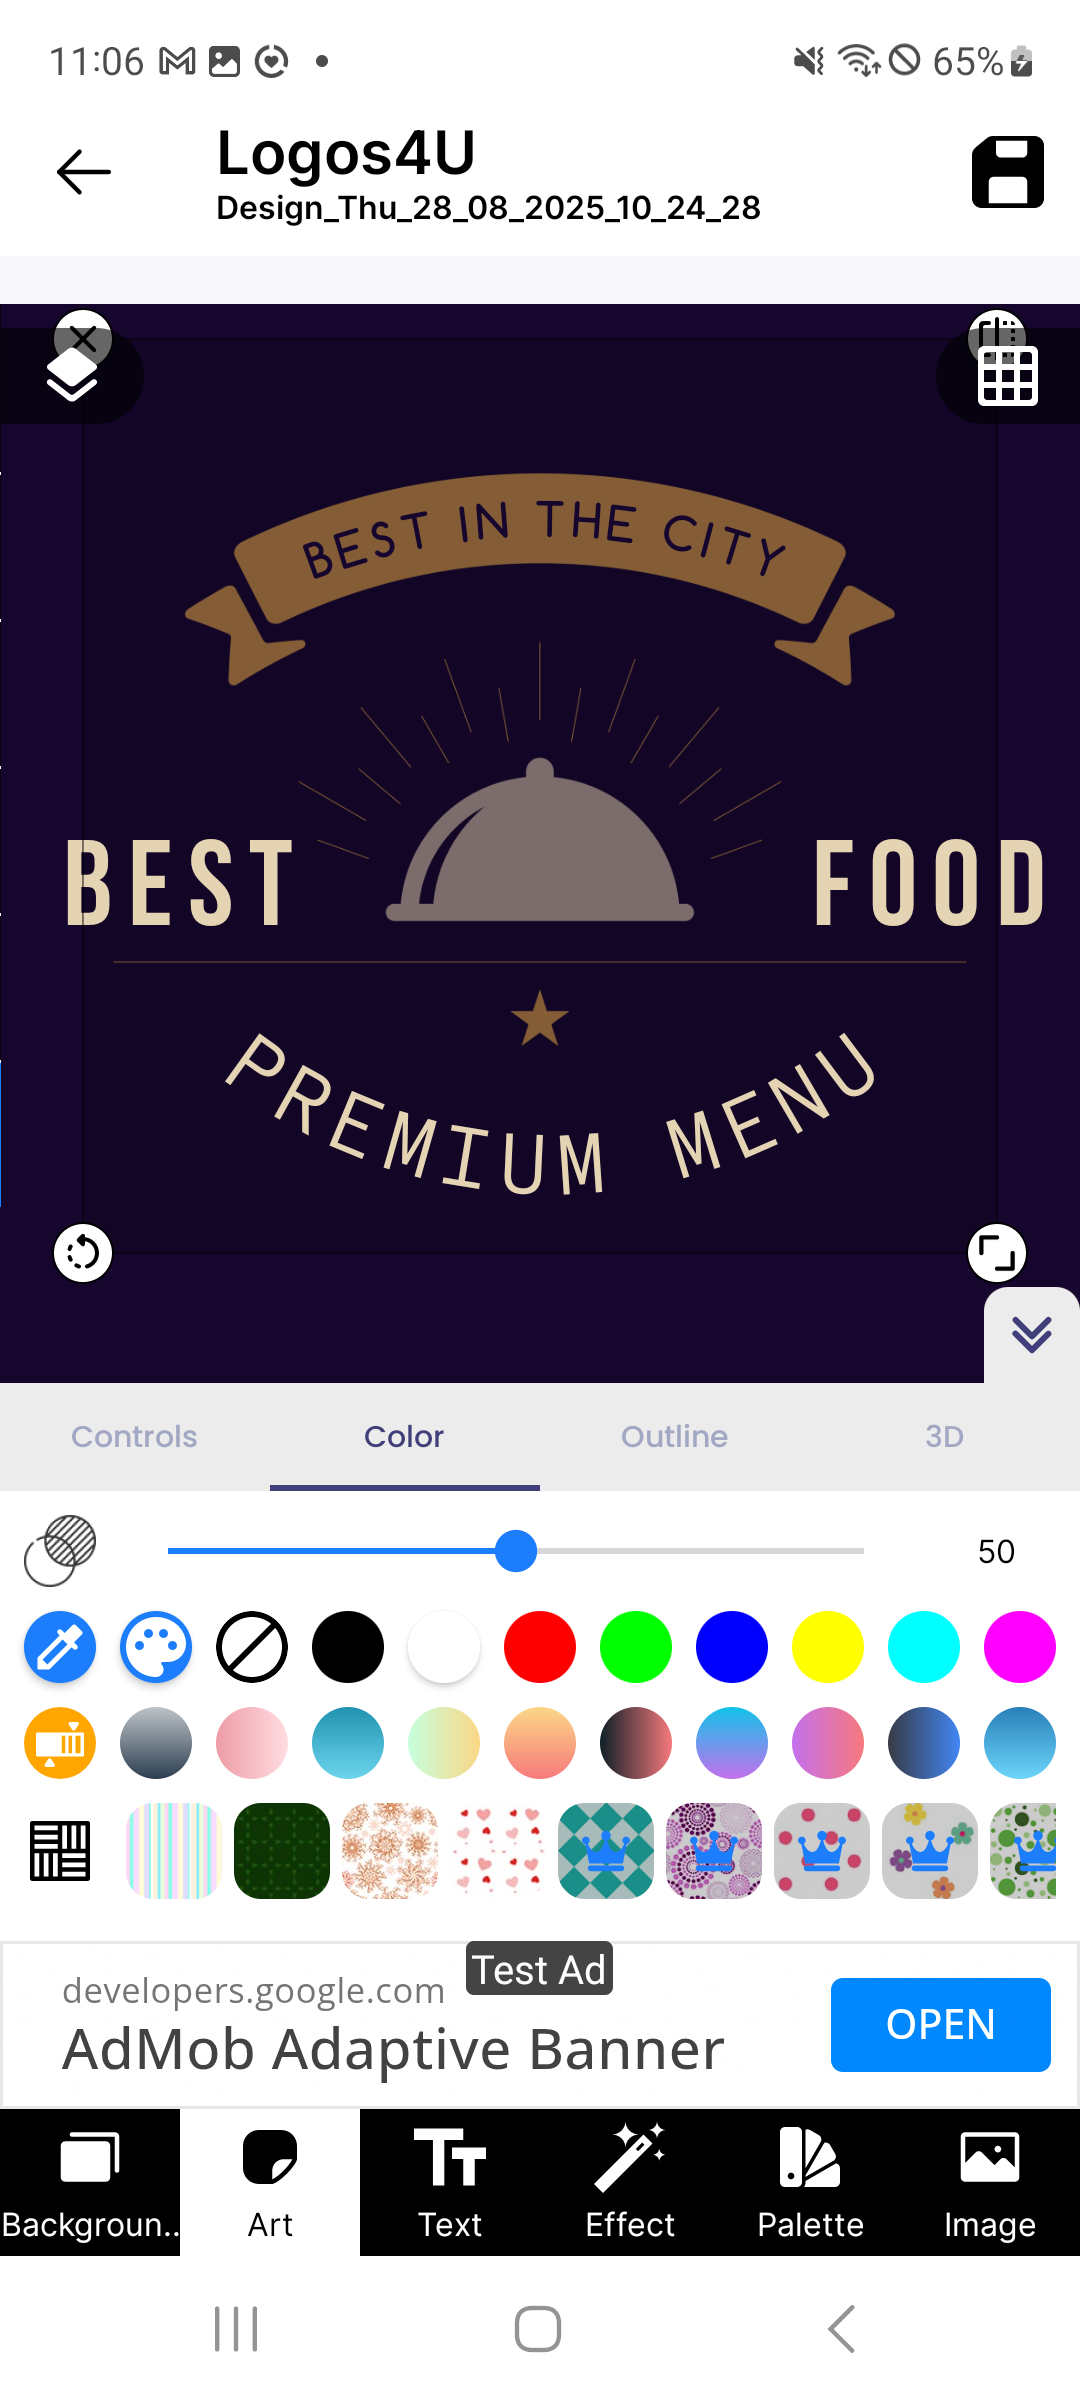 11:06
65%
Logos4U
Design_Thu_28_08_2025_10_24_28
BEST IN THE CITY
BEST FOOD
PREMIUM MENU
Controls Color Outline 3D
50
Test Ad
developers.google.com
AdMob Adaptive Banner
OPEN
Backgroun.. Art Text Effect Palette Image